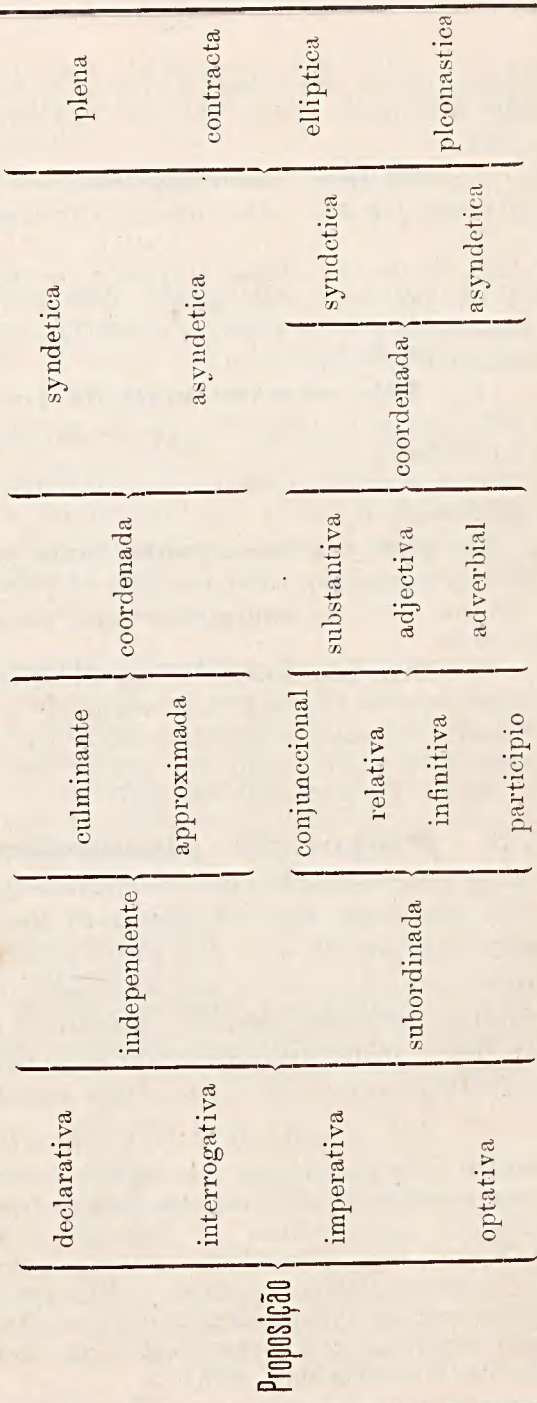 Proposição
declarativa
interrogativa
imperativa
optativa
independente
subordinada
culminante
approximada
conjunccional
relativa
infinitiva
participio
coordenada
substantiva
adjectiva
adverbial
syndetica
asyndetica
coordenada
syndetica
asyndetica
plena
contracta
elliptica
pleonastica